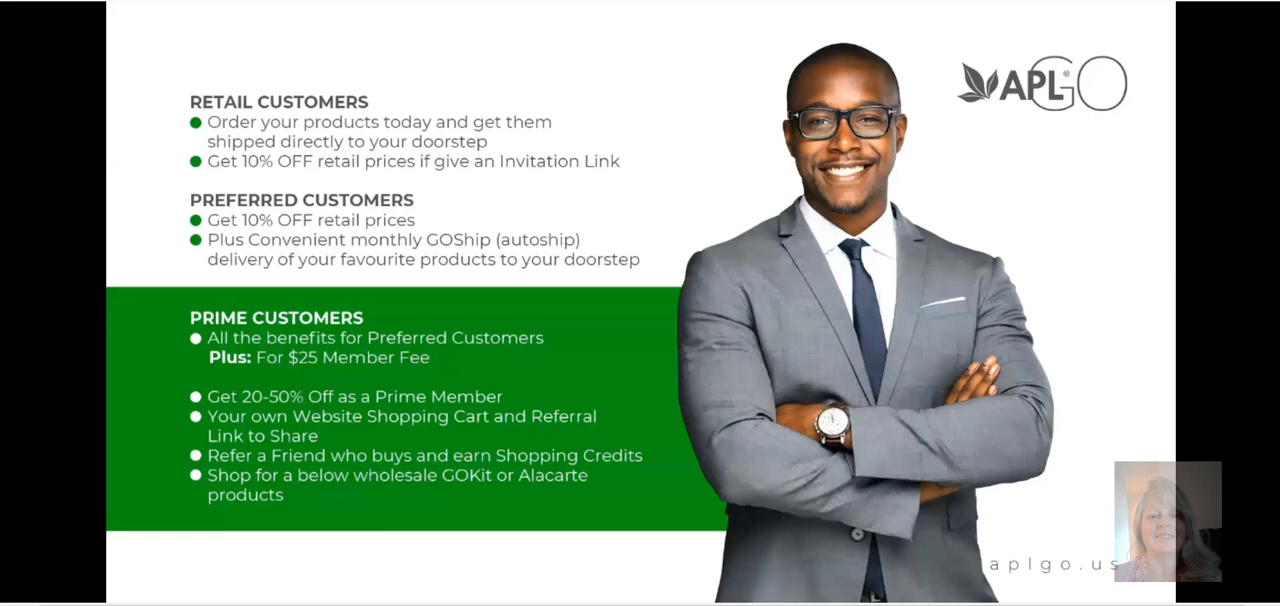 RETAIL CUSTOMERS
Order your products today and get them
shipped directly to your doorstep
Get 10% OFF retail prices if give an Invitation Link
PREFERRED CUSTOMERS
Get 10% OFF retail prices
Plus Convenient monthly GOShip (autoship)
delivery of your favourite products to your doorstep
PRIME CUSTOMERS
All the benefits for Preferred Customers
Plus: For $25 Member Fee
Get 20-50% Off as a Prime Member
Your own Website Shopping Cart and Referral
Link to Share
Refer a Friend who buys and earn Shopping Credits
Shop for a below wholesale GOKit or Alacarte
products
APL® GO
aplgo.us